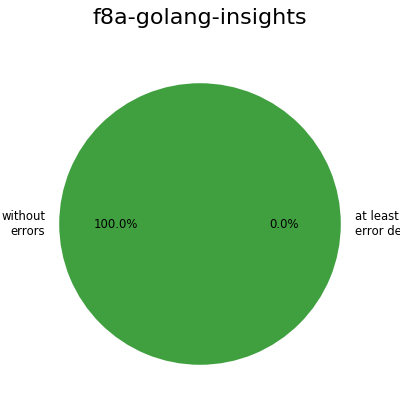 f8a-golang-insights
without
errors
100.0%
0.0%
at least
error de